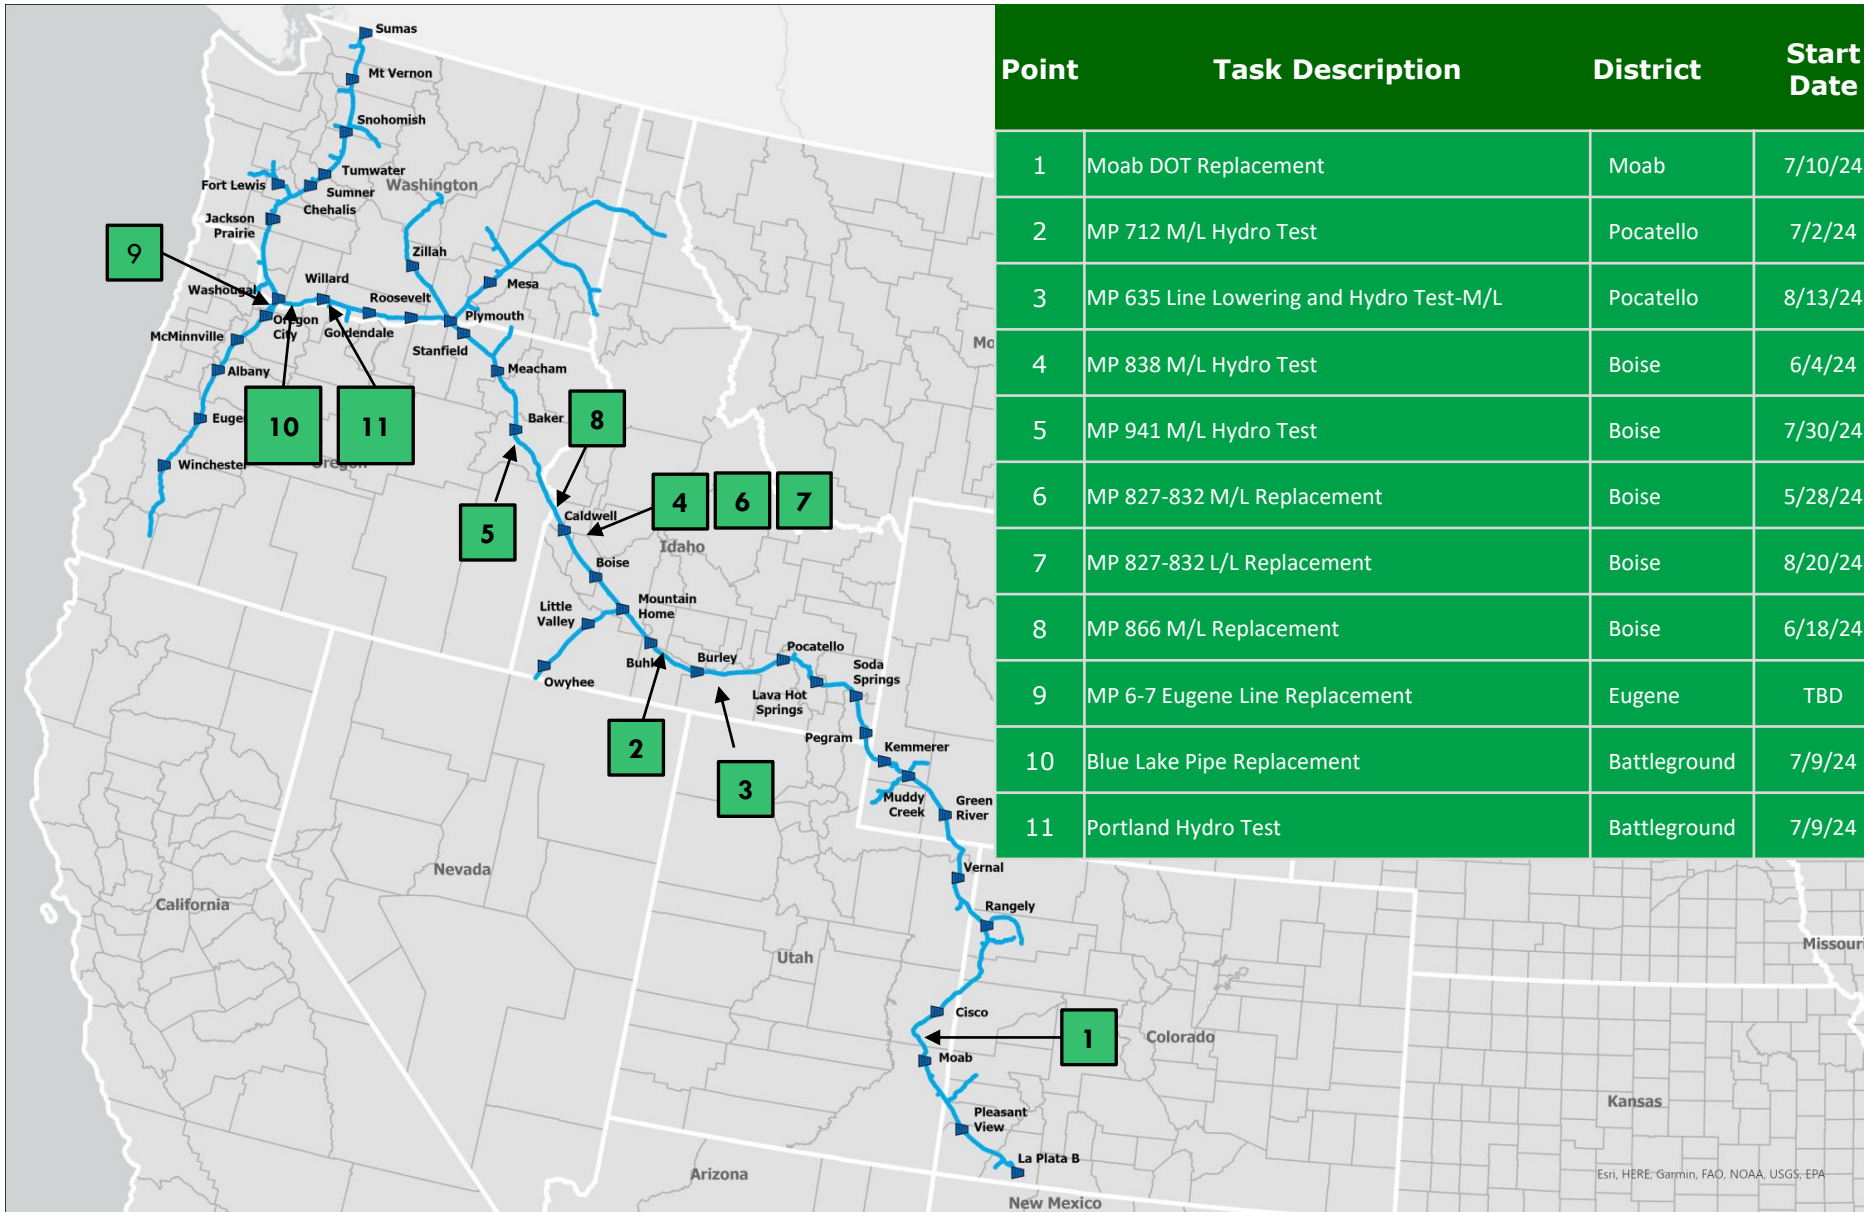 Sumas
Mt Vernon
Snohomish
Tumwater
Washington
Fort Lewis
Sumner
Chehalis
Jackson
Prairie
9
Zillah
Willard
Mesa
Washougal
Roosevelt
Plymouth
Oregon
City
Goldendale
McMinnville
Stanfield
Meacham
Albany
10
11
Baker
8
Euge
Oregon
Winchester
5
Caldwell
4
6
7
Idaho
Boise
Mountain
Home
Little
Valley
Buhl
Burley
Pocatello
Soda
Springs
Owyhee
Lava Hot
Springs
2
Pegram
Kemmerer
3
Muddy
Creek
Green
River
Nevada
Vernal
California
Rangely
Utah
Missouri
Cisco
1
Colorado
Moab
Kansas
Pleasant
View
La Plata B
Arizona
New Mexico
Mo
Esri, HERE, Garmin, FAO, NOAA, USGS, EPA
Point Task Description District Start
Date
1 Moab DOT Replacement Moab 7/10/24
2 MP 712 M/L Hydro Test Pocatello 7/2/24
3 MP 635 Line Lowering and Hydro Test-M/L Pocatello 8/13/24
4 MP 838 M/L Hydro Test Boise 6/4/24
5 MP 941 M/L Hydro Test Boise 7/30/24
6 MP 827-832 M/L Replacement Boise 5/28/24
7 MP 827-832 L/L Replacement Boise 8/20/24
8 MP 866 M/L Replacement Boise 6/18/24
9 MP 6-7 Eugene Line Replacement Eugene TBD
10 Blue Lake Pipe Replacement Battleground 7/9/24
11 Portland Hydro Test Battleground 7/9/24